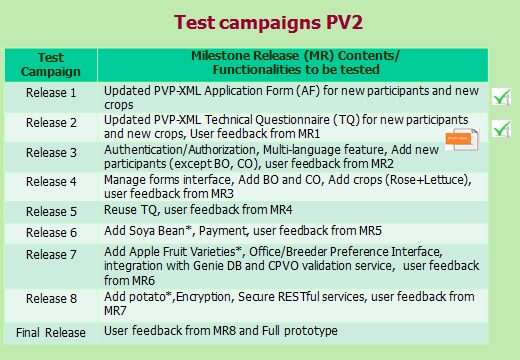 Test campaigns PV2
Test
Campaign
Milestone Release (MR) Contents/
Functionalities to be tested
Release 1
Updated PVP-XML Application Form (AF) for new participants and new
crops
Release 2
Updated PVP-XML Technical Questionnaire (TQ) for new participants
and new crops, User feedback from MR1
Release 3
Authentication/Authorization, Multi-language feature, Add new
participants (except BO, CO), user feedback from MR2
Release 4
Manage forms interface, Add BO and CO, Add crops (Rose+Lettuce),
user feedback from MR3
Release 5
Reuse TQ, user feedback from MR4
Release 6
Add Soya Bean*, Payment, user feedback from MR5
Release 7
Add Apple Fruit Varieties*, Office/Breeder Preference Interface,
integration with Genie DB and CPVO validation service, user feedback
from MR6
Release 8
Add potato*,Encryption, Secure RESTful services, user feedback from
MR7
Final Release
User feedback from MR8 and Full prototype